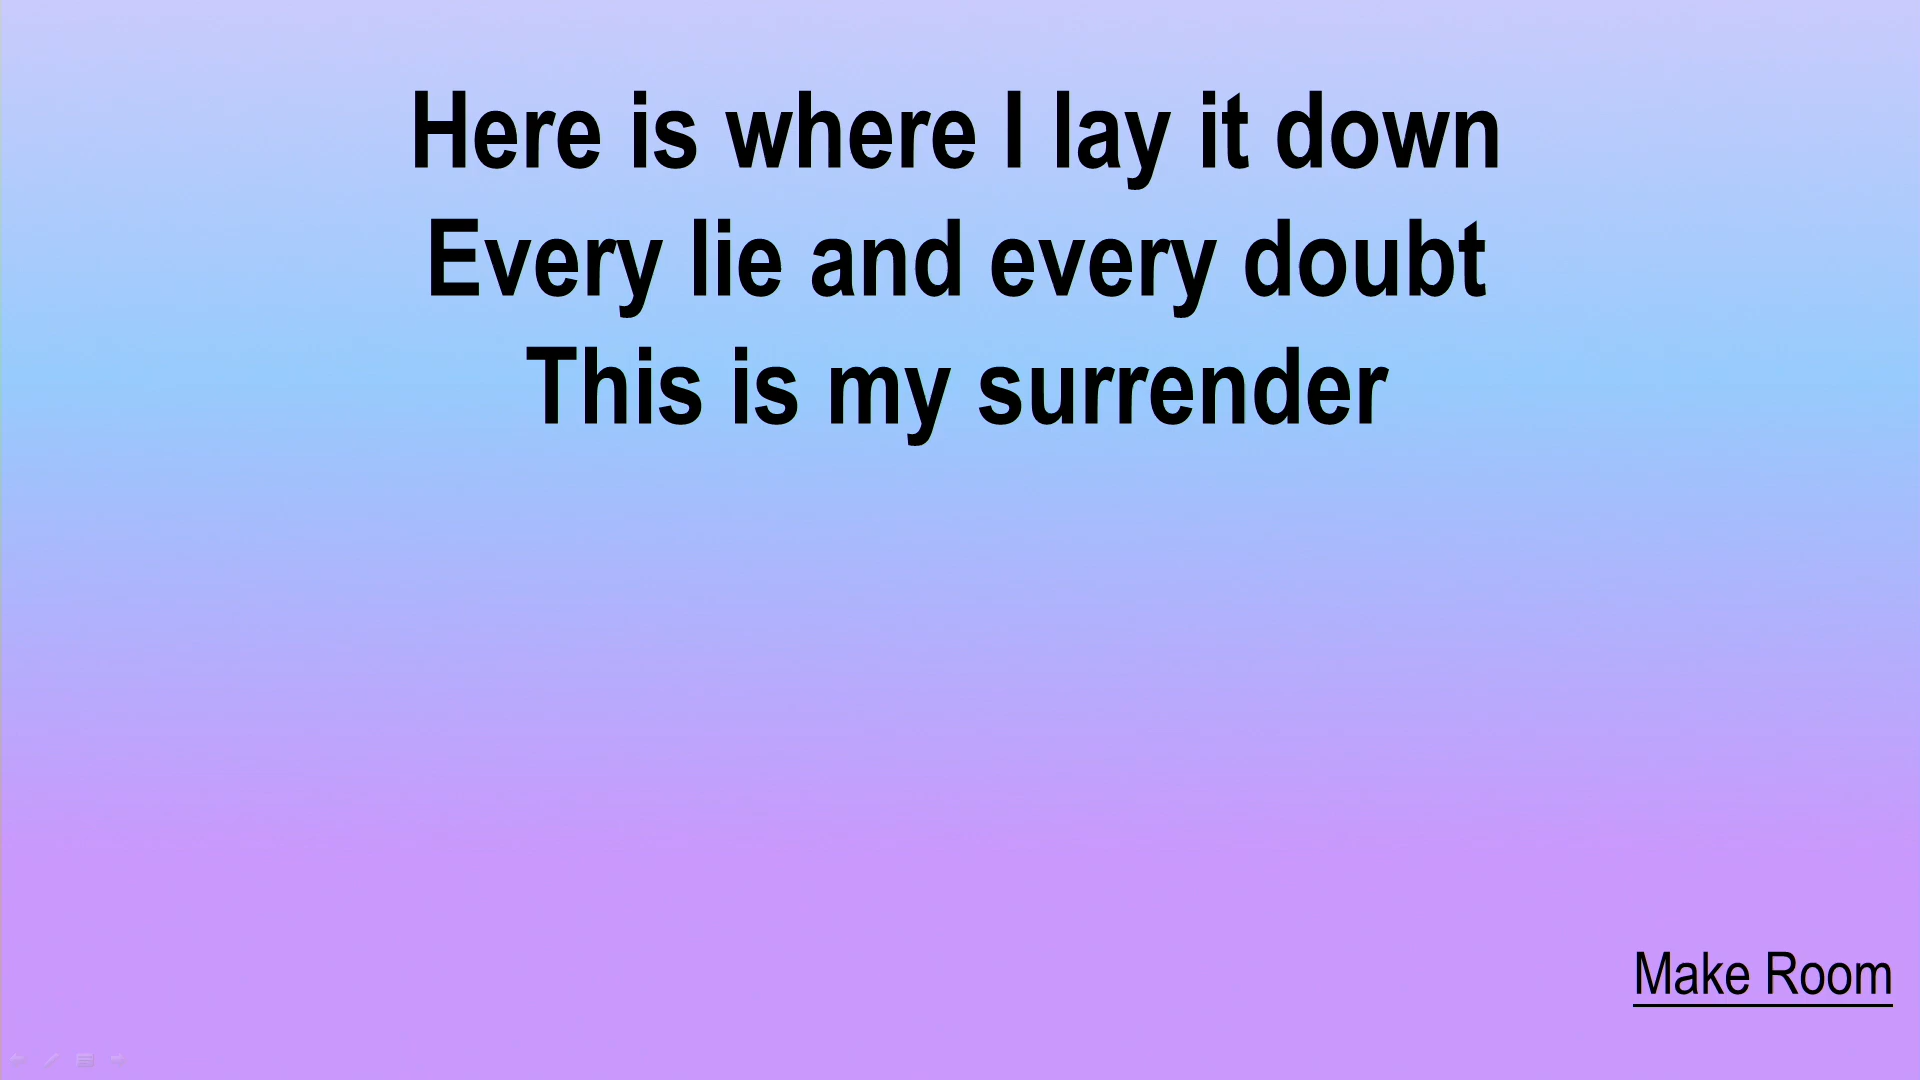 Here is where I lay it down
Every lie and every doubt
This is my surrender
Make Room